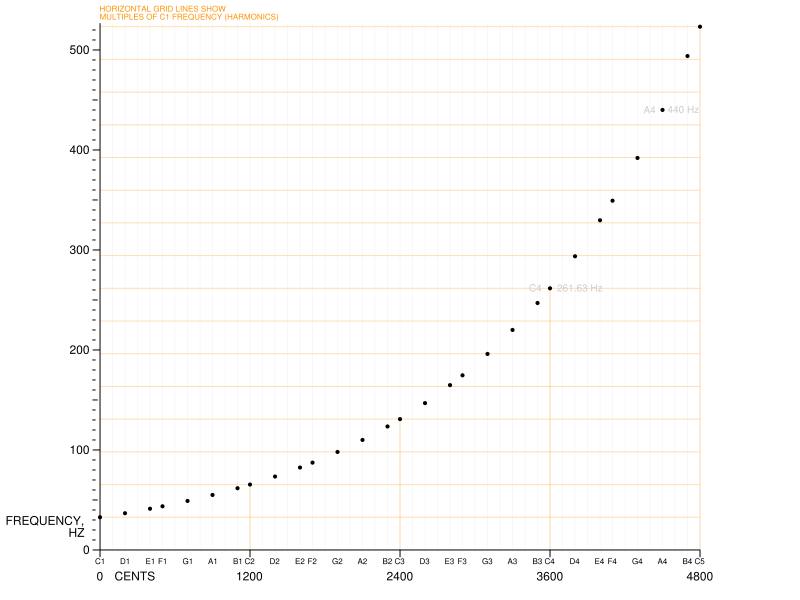 HORIZONTAL GRID LINES SHOW
MULTIPLES OF C1 FREQUENCY (HARMONICS)
500
A4 440 Hz
400
300
C4 261.63 Hz
200
100
FREQUENCY,
HZ
0
C1 D1 E1 F1 G1 A1 B1 C2 D2 E2 F2 G2 A2 B2 C3 D3 E3 F3 G3 A3 B3 C4 D4 E4 F4 G4 A4 B4 C5
0 CENTS 1200 2400 3600 4800